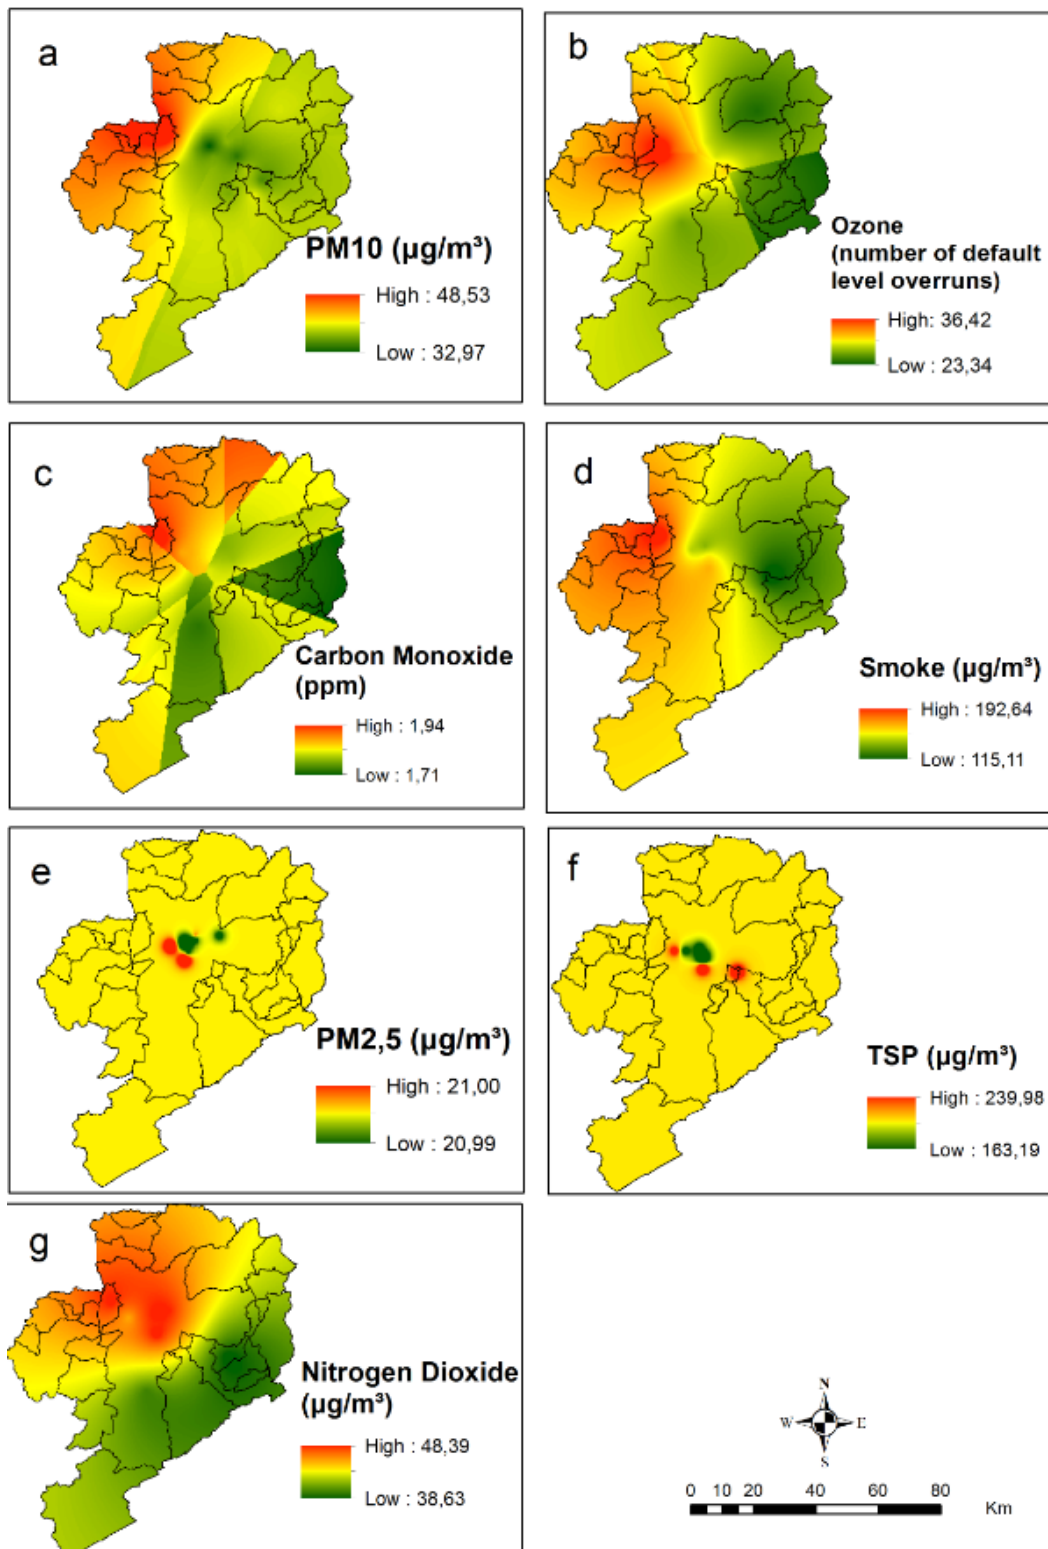 a
PM10 (µg/m³)
High : 48,53
Low : 32,97
b
Ozone
(number of default
level overruns)
High: 36,42
Low : 23,34
c
Carbon Monoxide
(ppm)
High : 1,94
Low : 1,71
d
Smoke (µg/m³)
High : 192,64
Low : 115,11
e
PM2,5 (µg/m³)
High : 21,00
Low : 20,99
f
TSP (µg/m³)
High : 239,98
Low : 163,19
g
Nitrogen Dioxide
(µg/m³)
High : 48,39
Low : 38,63
N
W E
S
0 10 20 40 60 80
Km